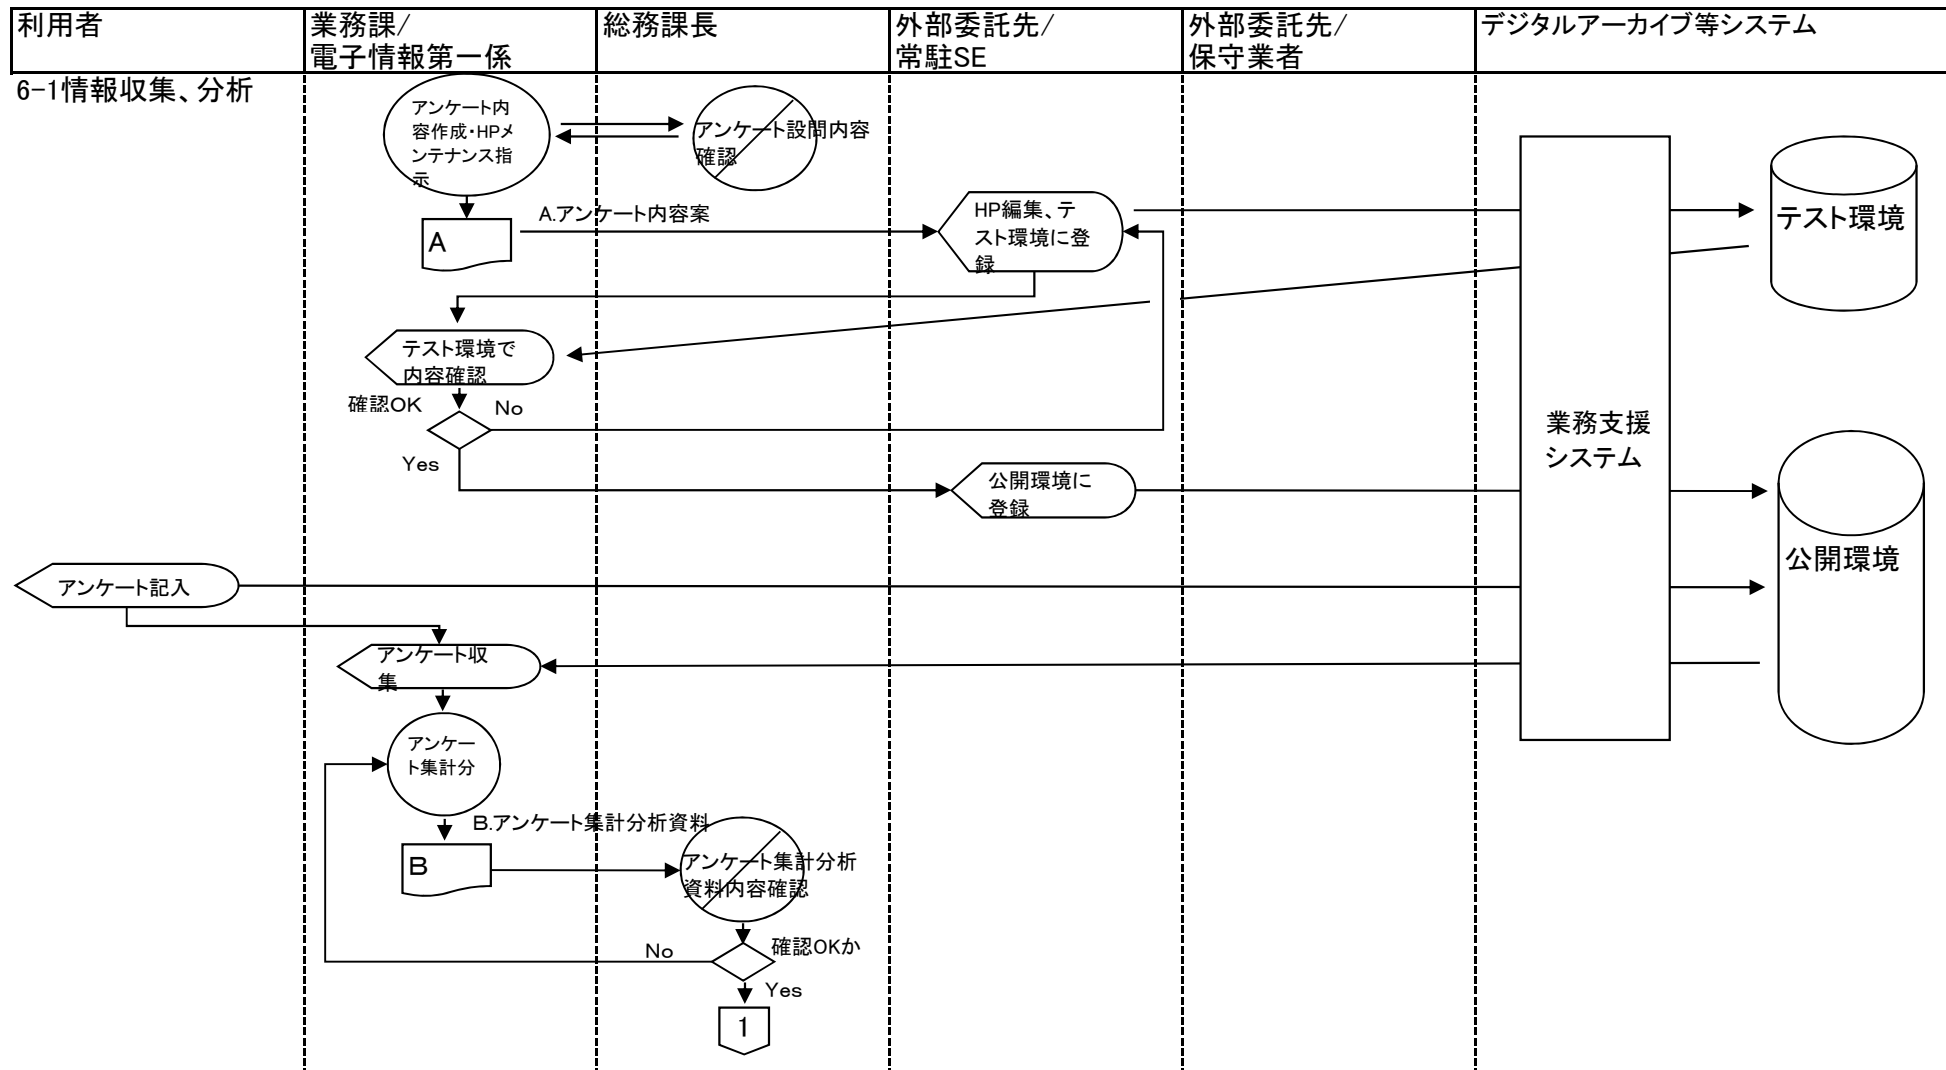 利用者
業務課/
電子情報第一係
総務課長
外部委託先/
常駐SE
外部委託先/
保守業者
デジタルアーカイブ等システム
6-1情報収集、分析
アンケート内
容作成・HPメ
ンテナンス指
示
アンケート設問内容
確認
A.アンケート内容案
A
HP編集、テ
スト環境に登
録
テスト環境
テスト環境で
内容確認
確認OK
No
Yes
業務支援
システム
公開環境に
登録
公開環境
アンケート記入
アンケート収
集
アンケー
ト集計分
B.アンケート集計分析資料
B
アンケート集計分析
資料内容確認
No
確認OKか
Yes
1